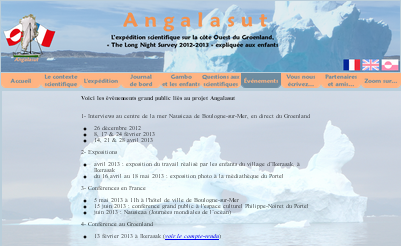 Angalasut
L'expédition scientifique sur la côte Ouest du Groenland,
- The Long Night Survey 2012-2013 - expliquée aux enfants
Angalasut
Accueil
Le contexte scientifique
L'expédition
Journal de bord
Gambo et les enfants
Questions aux scientifiques
Événements
Vous nous écrivez...
Partenaires et amis...
Zoom sur...
Voici les événements grand public liés au projet Angalasut
1- Interviews au centre de la mer Nausicaa de Boulogne-sur-Mer, en direct du Groenland
26 décembre 2012
8, 17 & 24 février 2013
14, 21 & 28 avril 2013
2- Expositions
avril 2013 : exposition du travail réalisé par les enfants du village d'Ikerasak, à
Ikerasak
du 16 avril au 18 mai 2013 : exposition photo à la médiathèque du Portel
3- Conférences en France
5 mai 2013 à 11h à l'hôtel de ville de Boulogne-sur-Mer
15 juin 2013 : conférence grand public à l'espace culturel Philippe-Noiret du Portel
juin 2013 : Nausicaa (Journées mondiales de l'océan)
4- Conférence au Groenland
13 février 2013 à Ikerasak (voir le compte-rendu)